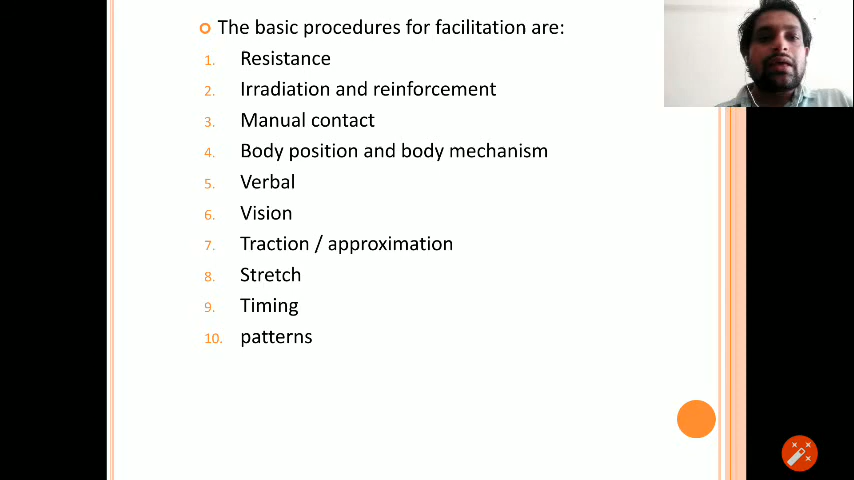 The basic procedures for facilitation are:
1. Resistance
2. Irradiation and reinforcement
3. Manual contact
4. Body position and body mechanism
5. Verbal
6. Vision
7. Traction / approximation
8. Stretch
9. Timing
10. patterns